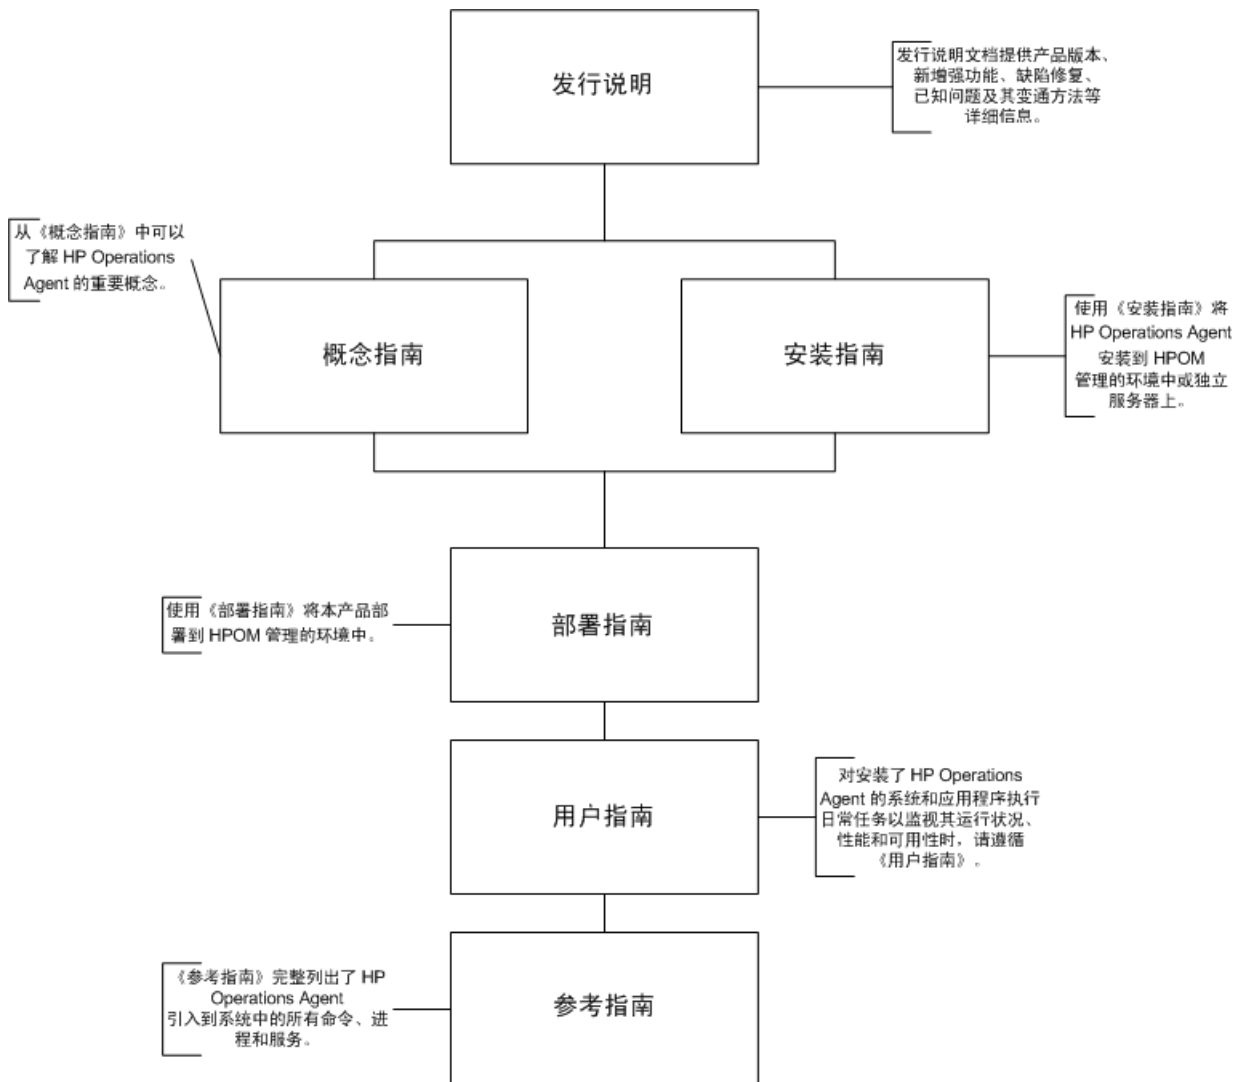 发行说明
发行说明文档提供产品版本、
新增强功能、缺陷修复、
已知问题及其变通方法等
详细信息。
从《概念指南》中可以
了解 HP Operations
Agent 的重要概念。
概念指南
安装指南
使用《安装指南》将
HP Operations Agent
安装到 HPOM
管理的环境中或独立
服务器上。
使用《部署指南》将本产品部
署到 HPOM 管理的环境中。
部署指南
用户指南
对安装了 HP Operations
Agent 的系统和应用程序执行
日常任务以监视其运行状况、
性能和可用性时，请遵循
《用户指南》。
《参考指南》完整列出了 HP
Operations Agent
引入到系统中的所有命令、进
程和服务。
参考指南